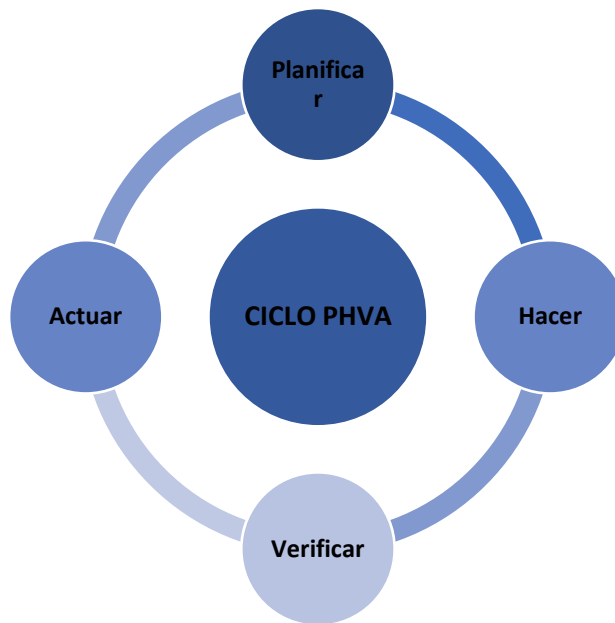 Planifica
r
Actuar
CICLO PHVA
Hacer
Verificar